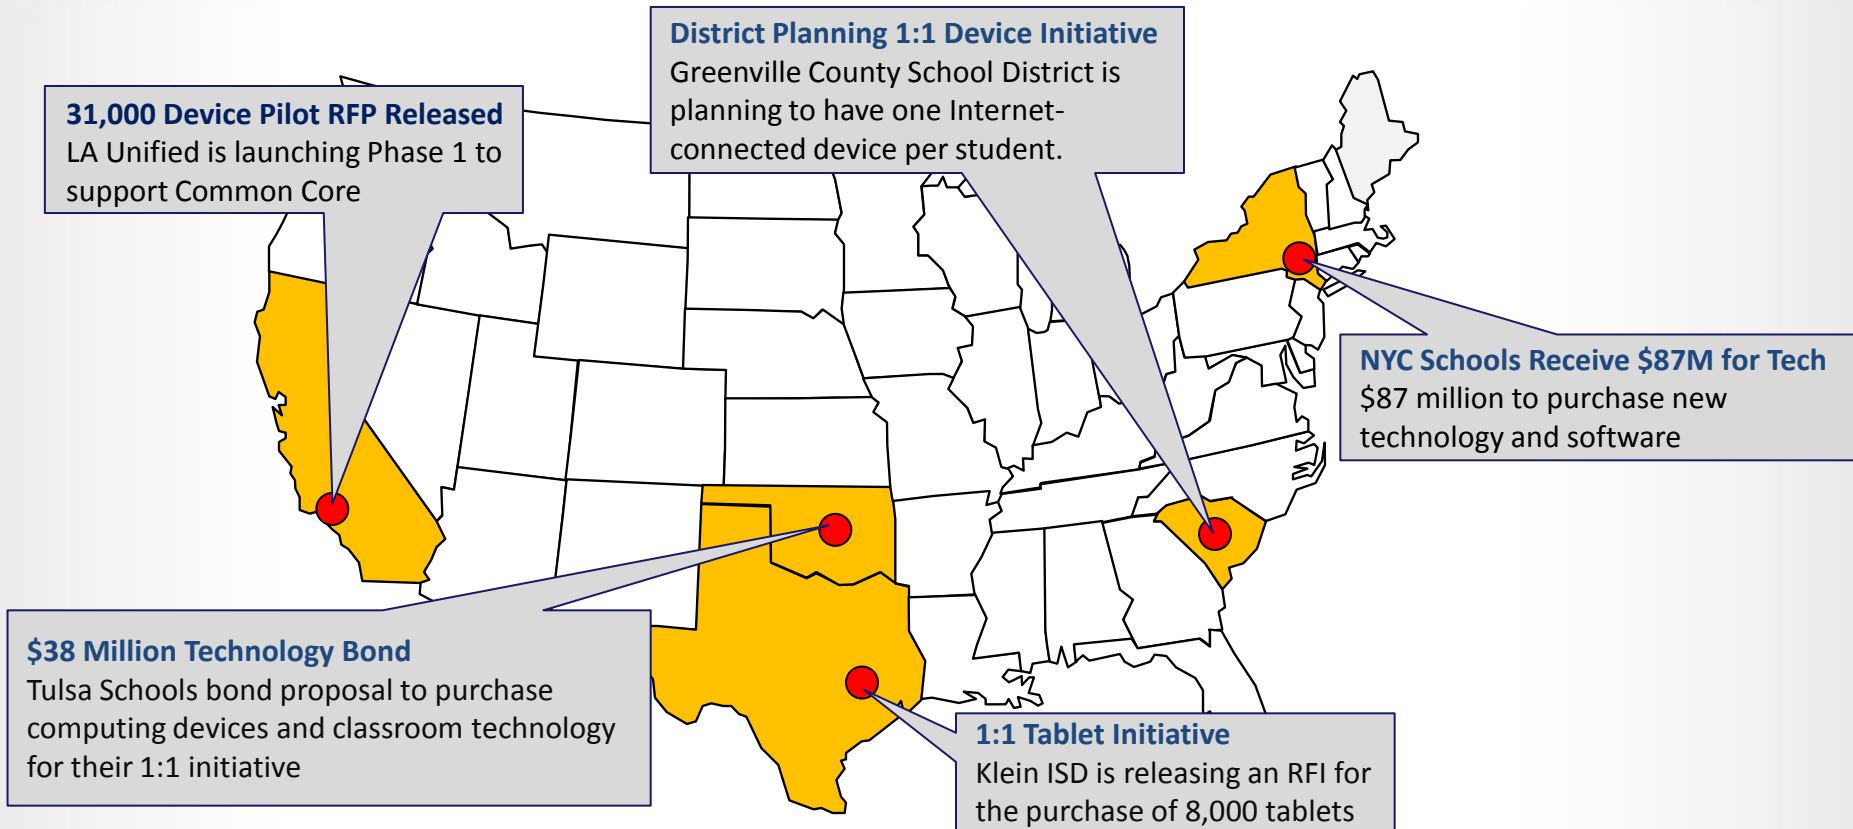 District Planning 1:1 Device Initiative
Greenville County School District is
planning to have one Internet-
connected device per student.
31,000 Device Pilot RFP Released
LA Unified is launching Phase 1 to
support Common Core
NYC Schools Receive $87M for Tech
$87 million to purchase new
technology and software
$38 Million Technology Bond
Tulsa Schools bond proposal to purchase
computing devices and classroom technology
for their 1:1 initiative
1:1 Tablet Initiative
Klein ISD is releasing an RFI for
the purchase of 8,000 tablets